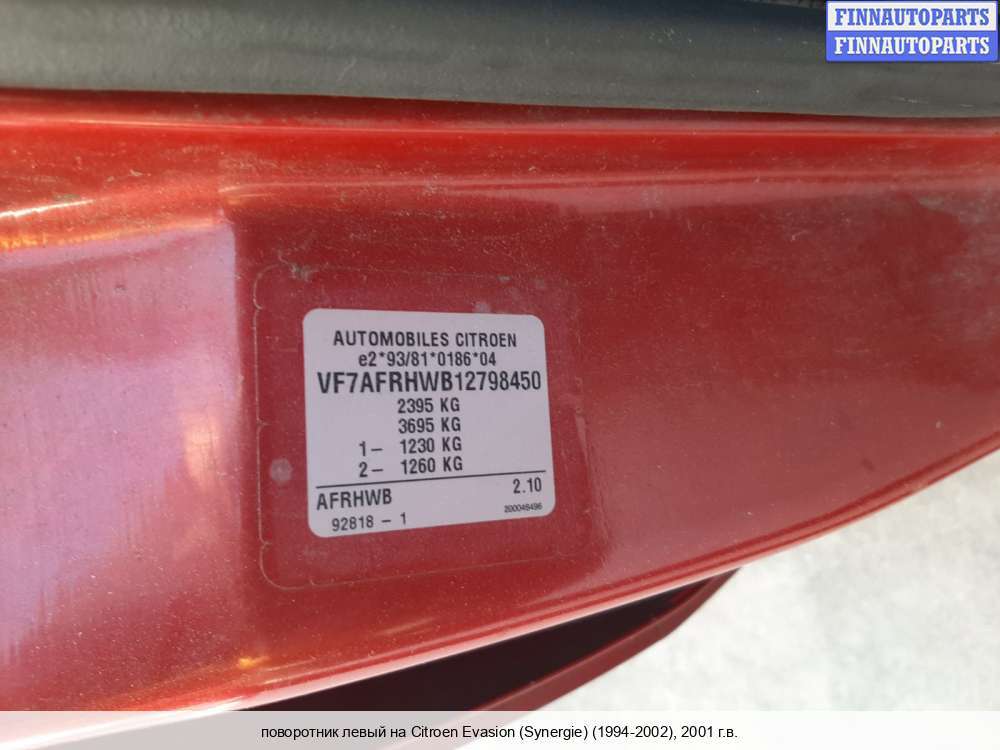 FINNAUTOPARTS
FINNAUTOPARTS
AUTOMOBILES CITROEN
e2*93/81*0186*04
VF7AFRHWB12798450
2395 KG
3695 KG
1- 1230 KG
2- 1260 KG
AFRHWB 2.10
92818 - 1 200046496
поворотник левый на Citroen Evasion (Synergie) (1994-2002), 2001 г.в.